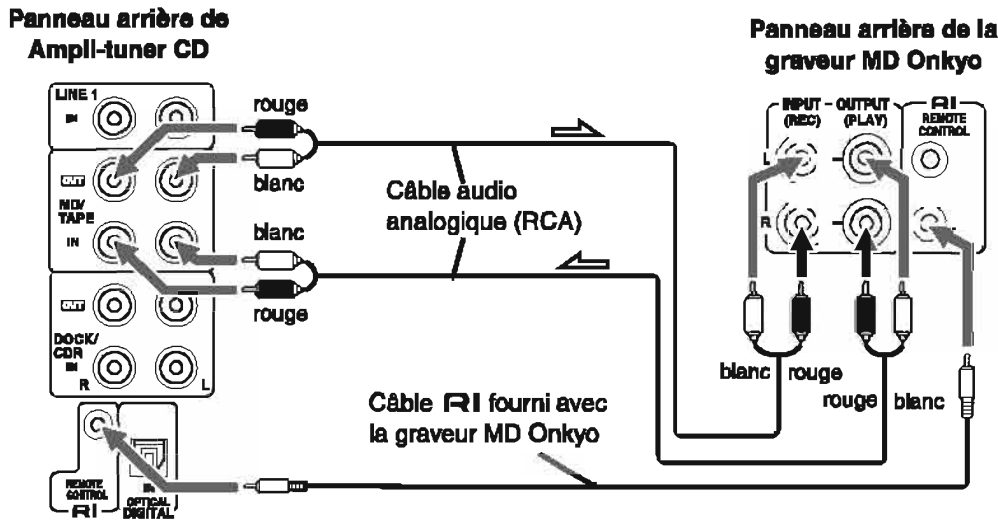 Panneau arrière de
Ampli-tuner CD
LINE 1
IN
OUT
MD/
TAPE
IN
OUT
DOCK/
CDR
IN
R
L
REMOTE
CONTROL
RI
IN
OPTICAL
DIGITAL
rouge
blanc
blanc
rouge
Câble audio
analogique (RCA)
Câble RI fourni avec
la graveur MD Onkyo
Panneau arrière de la
graveur MD Onkyo
INPUT - OUTPUT
(REC) (PLAY)
RI
REMOTE
CONTROL
L
R
blanc rouge
rouge blanc